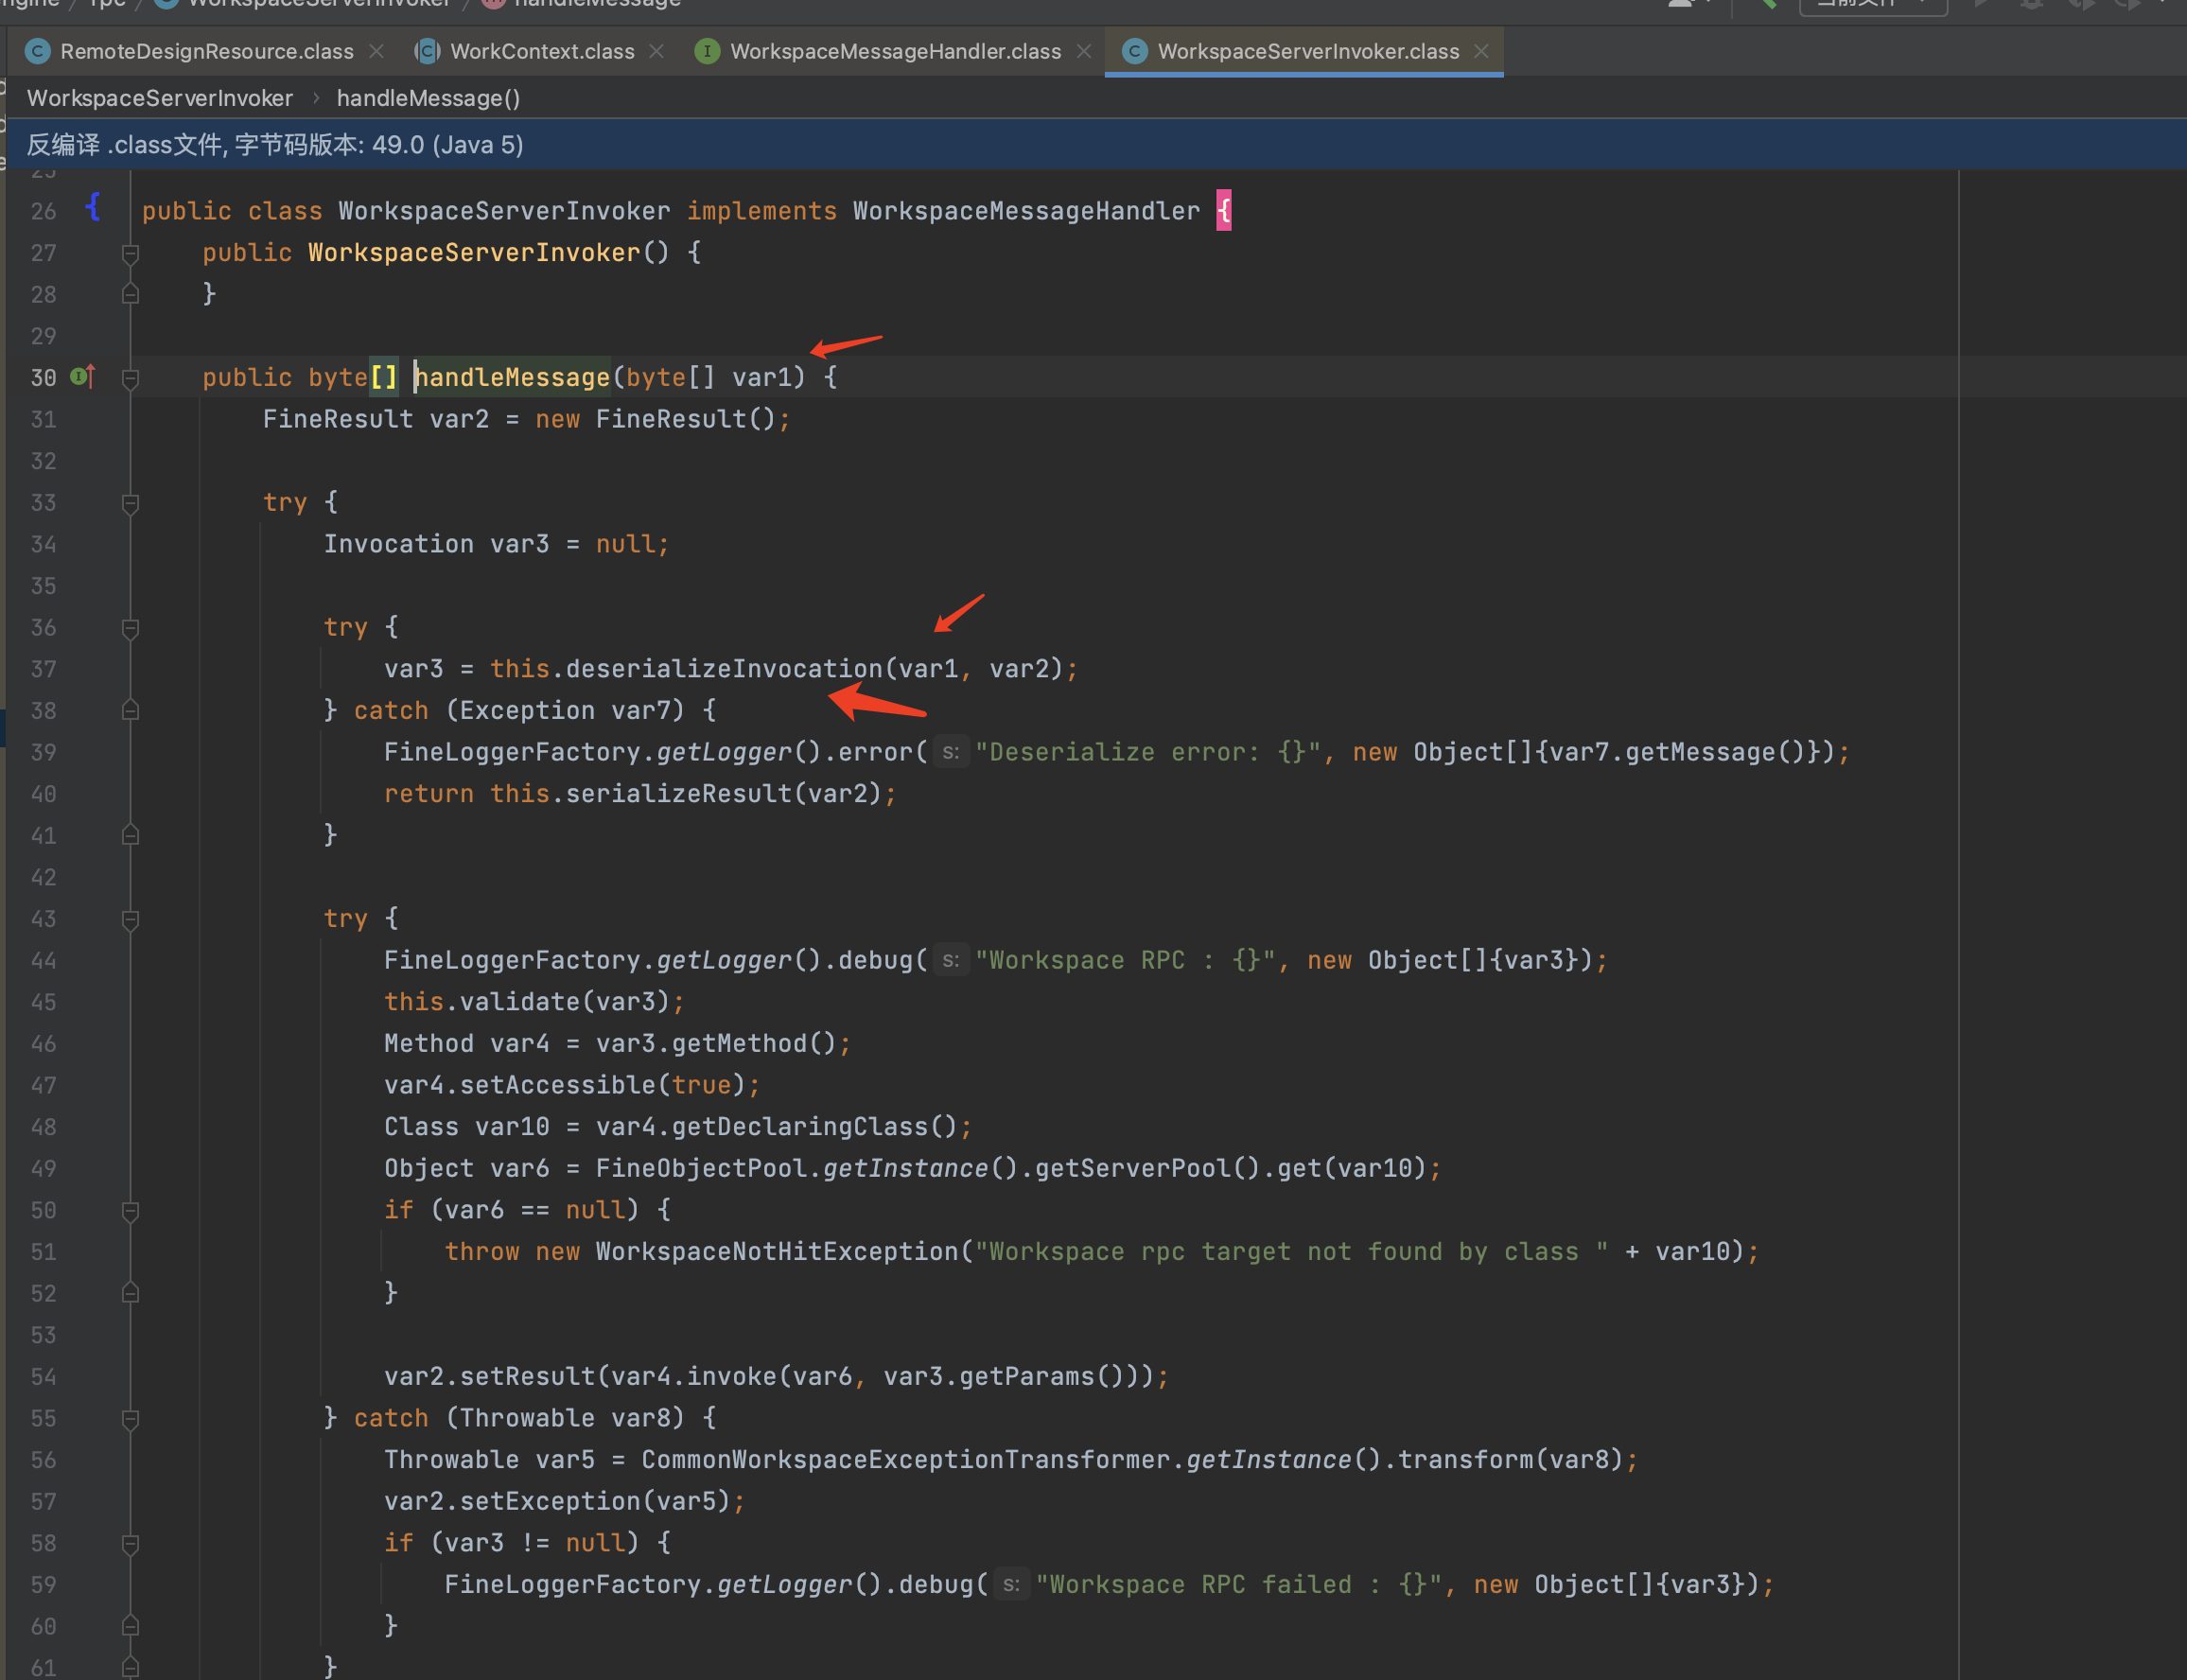 rpc / WorkspaceServerInvoker / handleMessage
RemoteDesignResource.class WorkContext.class WorkspaceMessageHandler.class WorkspaceServerInvoker.class
WorkspaceServerInvoker › handleMessage()
反编译 .class文件, 字节码版本: 49.0 (Java 5)
25
26 public class WorkspaceServerInvoker implements WorkspaceMessageHandler {
27 public WorkspaceServerInvoker() {
28 }
29
30 public byte[] handleMessage(byte[] var1) {
31 FineResult var2 = new FineResult();
32
33 try {
34 Invocation var3 = null;
35
36 try {
37 var3 = this.deserializeInvocation(var1, var2);
38 } catch (Exception var7) {
39 FineLoggerFactory.getLogger().error( s: "Deserialize error: {}", new Object[]{var7.getMessage()});
40 return this.serializeResult(var2);
41 }
42
43 try {
44 FineLoggerFactory.getLogger().debug( s: "Workspace RPC : {}", new Object[]{var3});
45 this.validate(var3);
46 Method var4 = var3.getMethod();
47 var4.setAccessible(true);
48 Class var10 = var4.getDeclaringClass();
49 Object var6 = FineObjectPool.getInstance().getServerPool().get(var10);
50 if (var6 == null) {
51 throw new WorkspaceNotHitException("Workspace rpc target not found by class " + var10);
52 }
53
54 var2.setResult(var4.invoke(var6, var3.getParams()));
55 } catch (Throwable var8) {
56 Throwable var5 = CommonWorkspaceExceptionTransformer.getInstance().transform(var8);
57 var2.setException(var5);
58 if (var3 != null) {
59 FineLoggerFactory.getLogger().debug( s: "Workspace RPC failed : {}", new Object[]{var3});
60 }
61 }